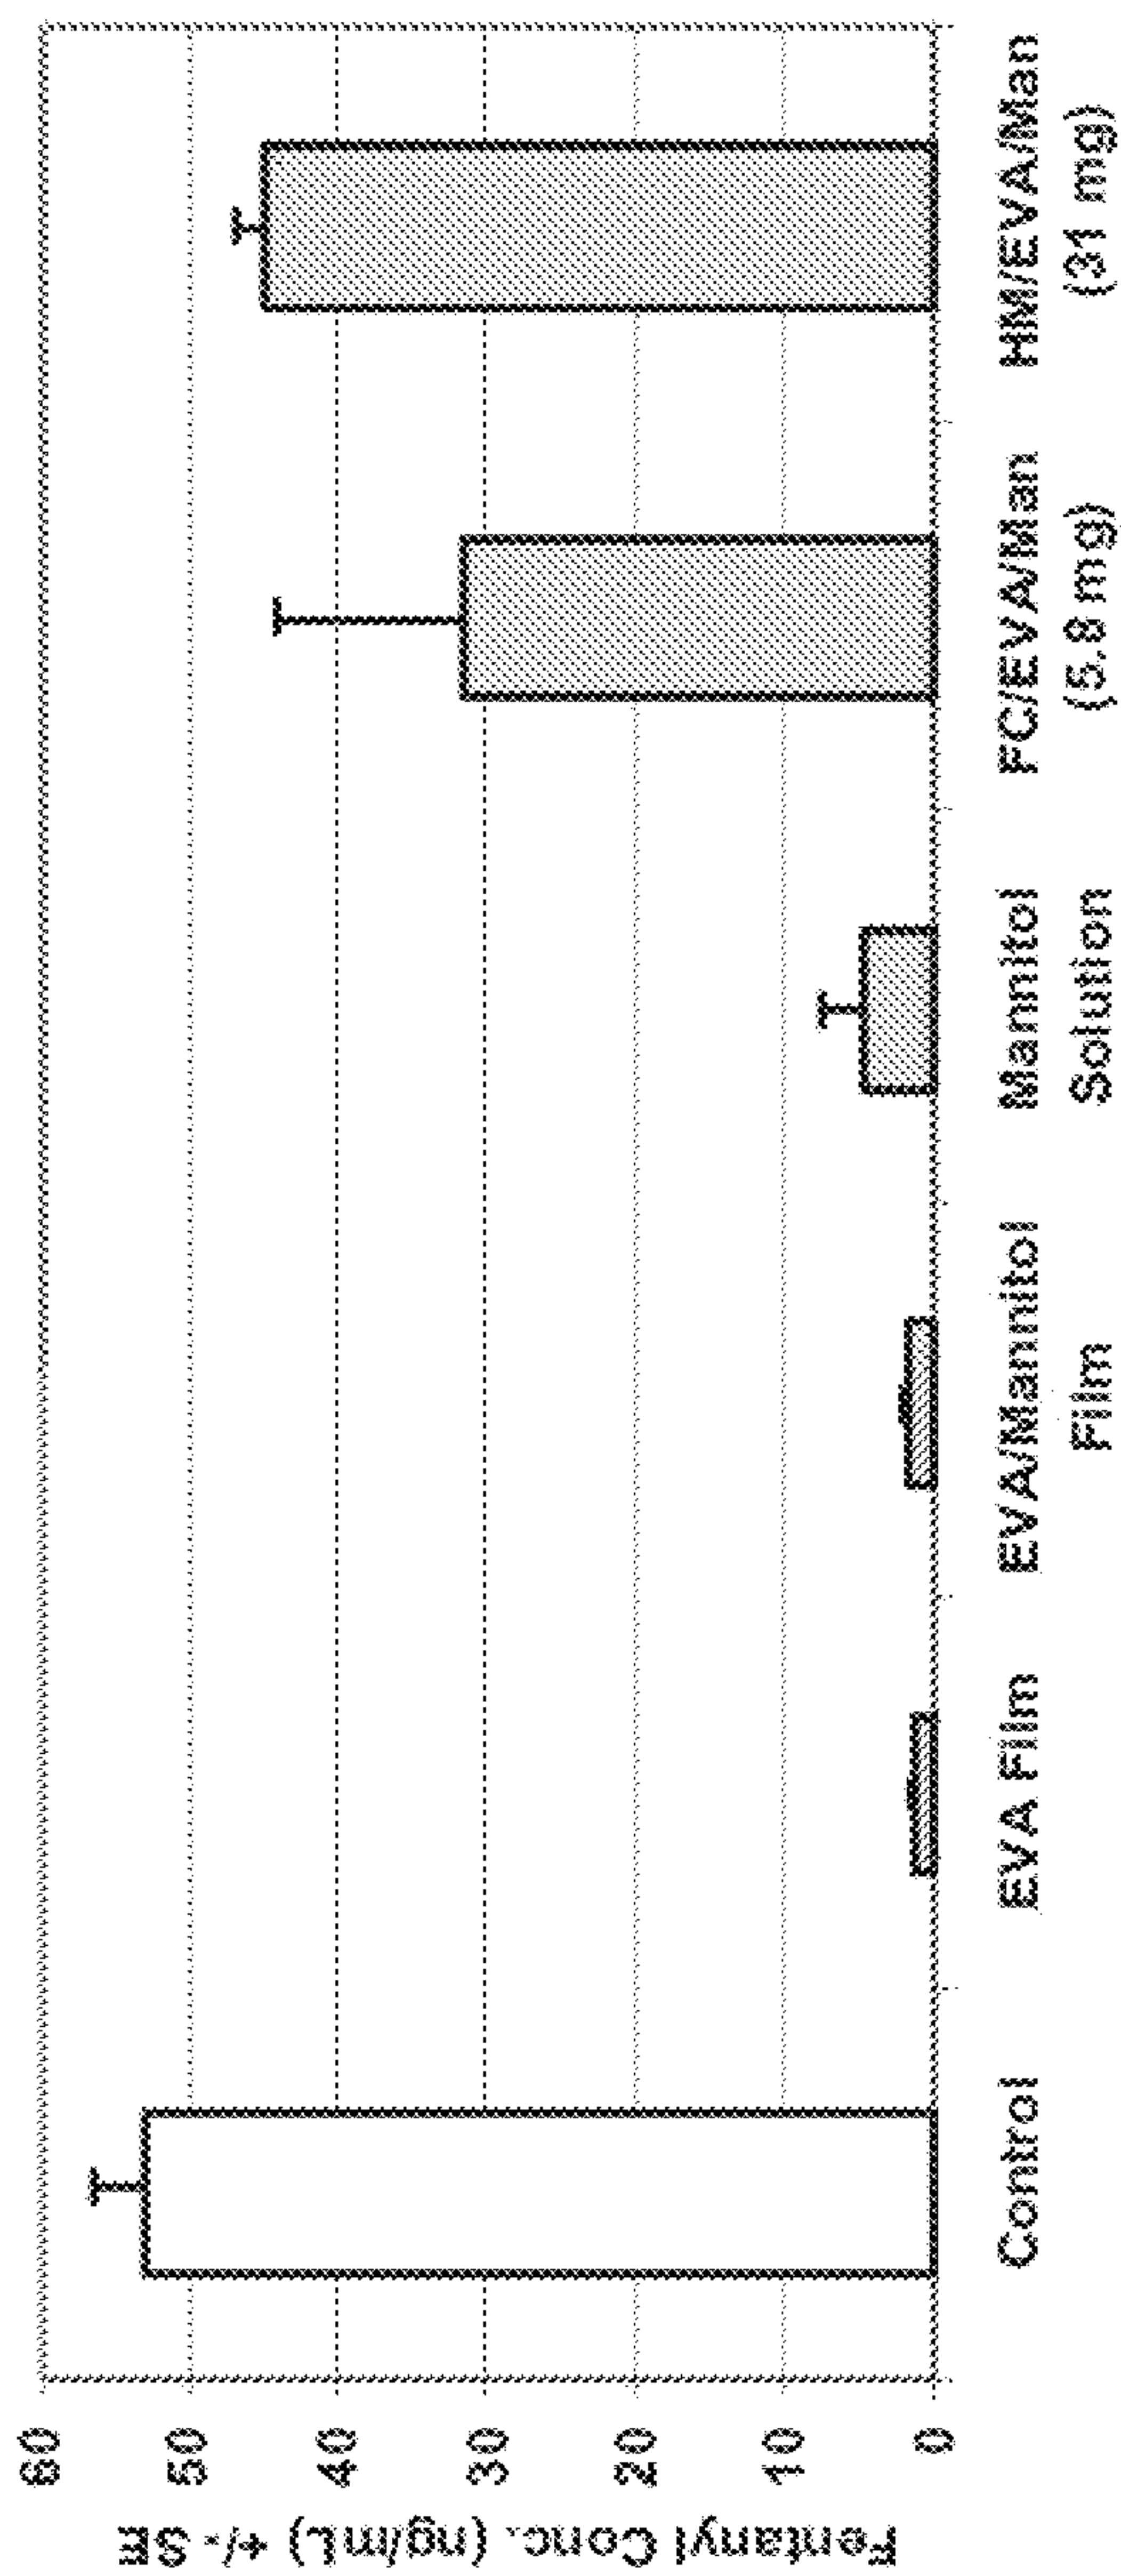 Fentanyl Conc. (ng/mL) +/- SE
60
50
40
30
20
10
0
Control
EVA Film
EVA/Mannitol
Film
Mannitol
Solution
FC/EVA/Man
(5.8 mg)
HM/EVA/Man
(31 mg)